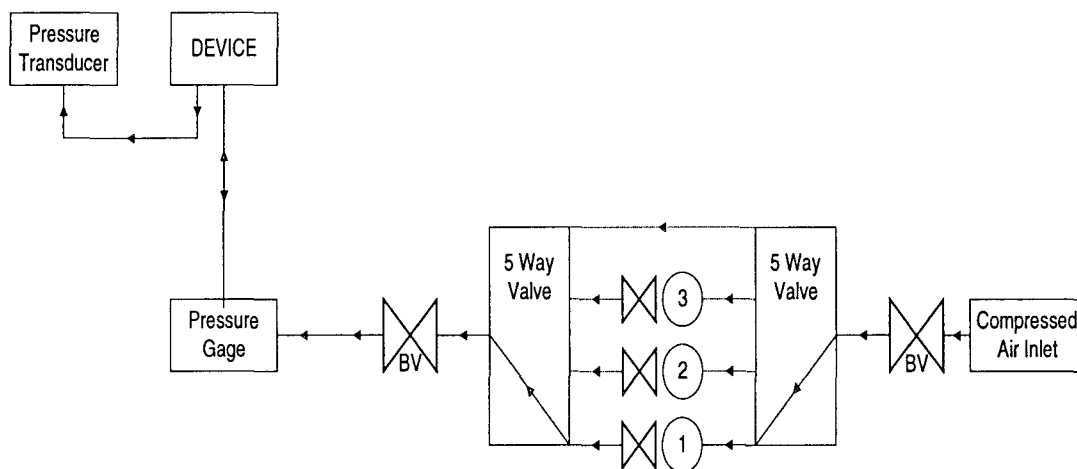 Pressure
Transducer
DEVICE
5 Way
Valve
5 Way
Valve
3
2
1
Pressure
Gage
BV
BV
Compressed
Air Inlet